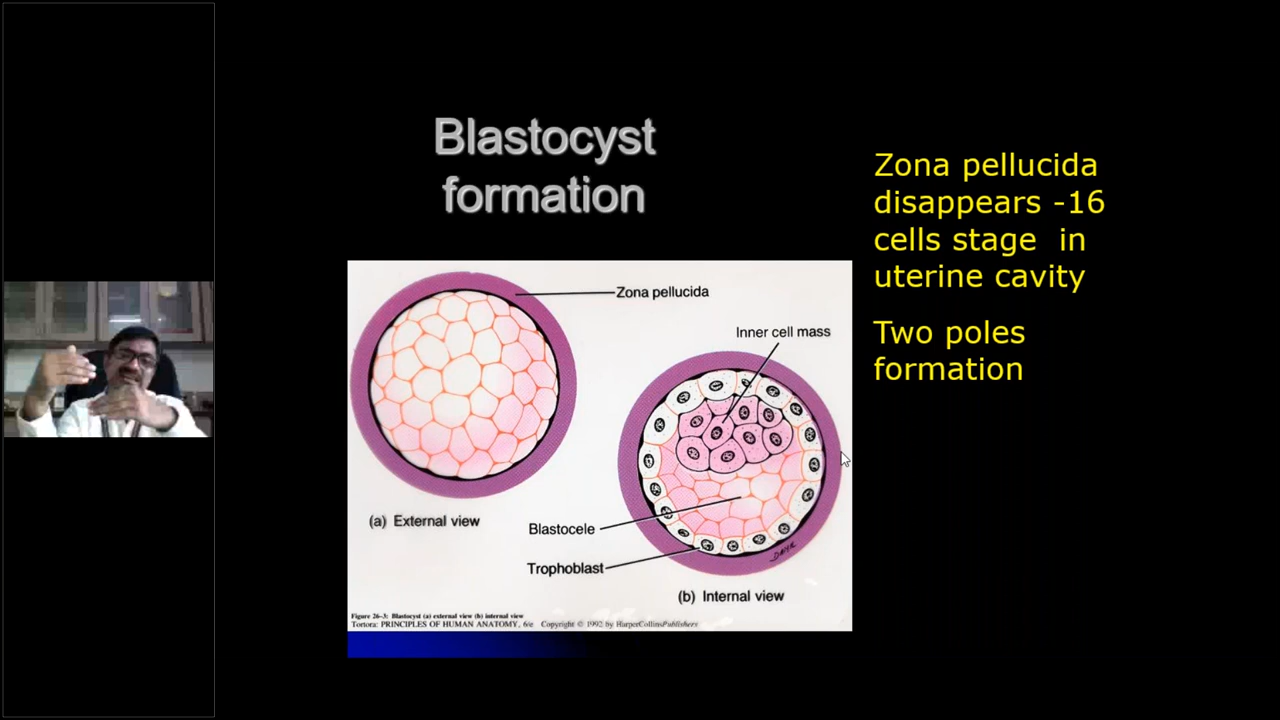 Blastocyst
formation
Zona pellucida
disappears -16
cells stage in
uterine cavity
Two poles
formation
Zona pellucida
Inner cell mass
(a) External view
Blastocele
Trophoblast
(b) Internal view
Figure 26-3: Blastocyst (a) external view (b) internal view
Tortora: PRINCIPLES OF HUMAN ANATOMY, 6/e Copyright © 1992 by HarperCollinsPublishers